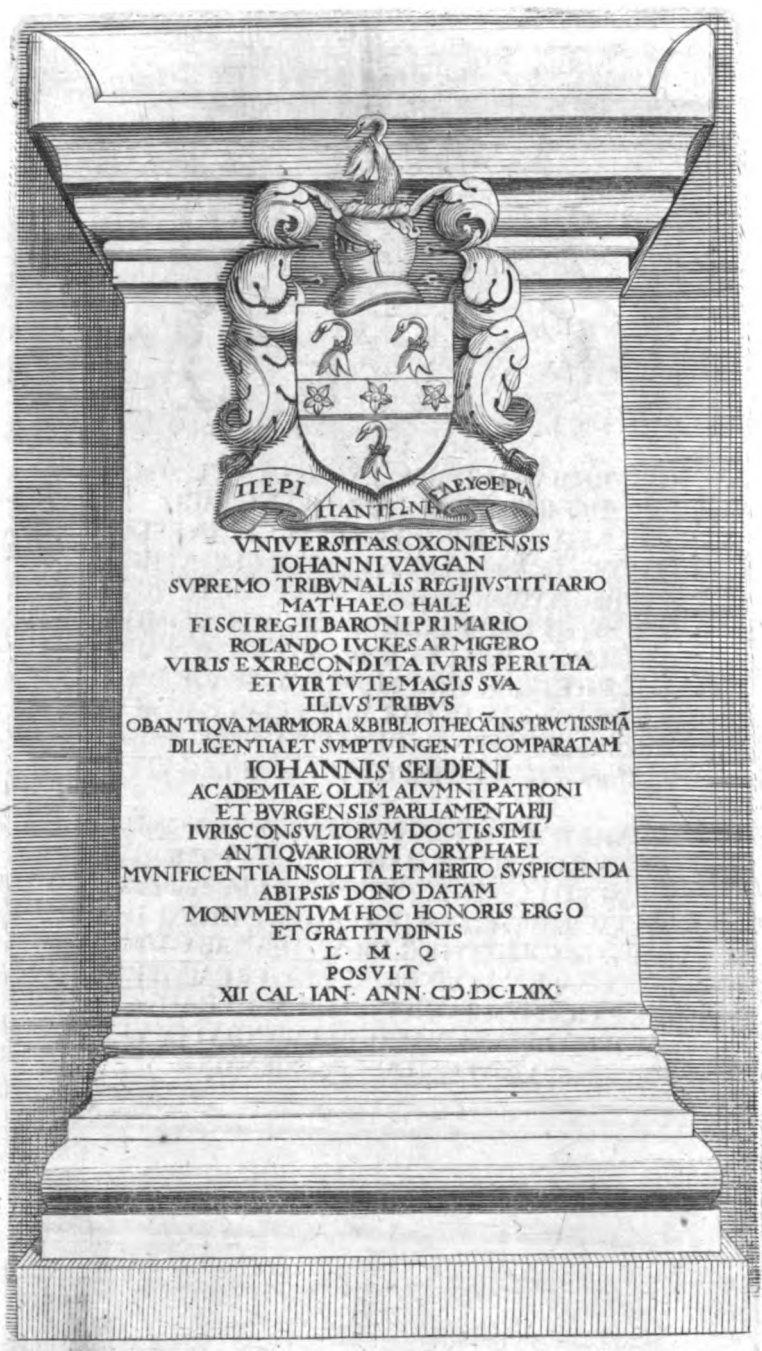 ΠΕΡΙ ΠΑΝΤΩΝ ΕΛΕΥΘΕΡΙΑ
VNIVERSITAS OXONIENSIS
IOHANNI VAVGAN
SVPREMO TRIBVNALIS REGIJ IVSTITIARIO
MATHAEO HALE
FISCI REGII BARONI PRIMARIO
ROLANDO IVCKES ARMIGERO
VIRIS EX RECONDITA IVRIS PERITIA
ET VIRTVTE MAGIS SVA
ILLVSTRIBVS
OB ANTIQVA MARMORA & BIBLIOTHECÃ INSTRVCTISSIMÃ
DILIGENTIA ET SVMPTV INGENTI COMPARATAM
IOHANNIS SELDENI
ACADEMIAE OLIM ALVMNI PATRONI
ET BVRGENSIS PARLIAMENTARIJ
IVRISCONSVLTORVM DOCTISSIMI
ANTIQVARIORVM CORYPHAEI
MVNIFICENTIA INSOLITA ET MERITO SVSPICIENDA
AB IPSIS DONO DATAM
MONVMENTVM HOC HONORIS ERGO
ET GRATITVDINIS
L · M · Q
POSVIT
XII CAL · IAN · ANN · CIↃ·DC·LXIX·